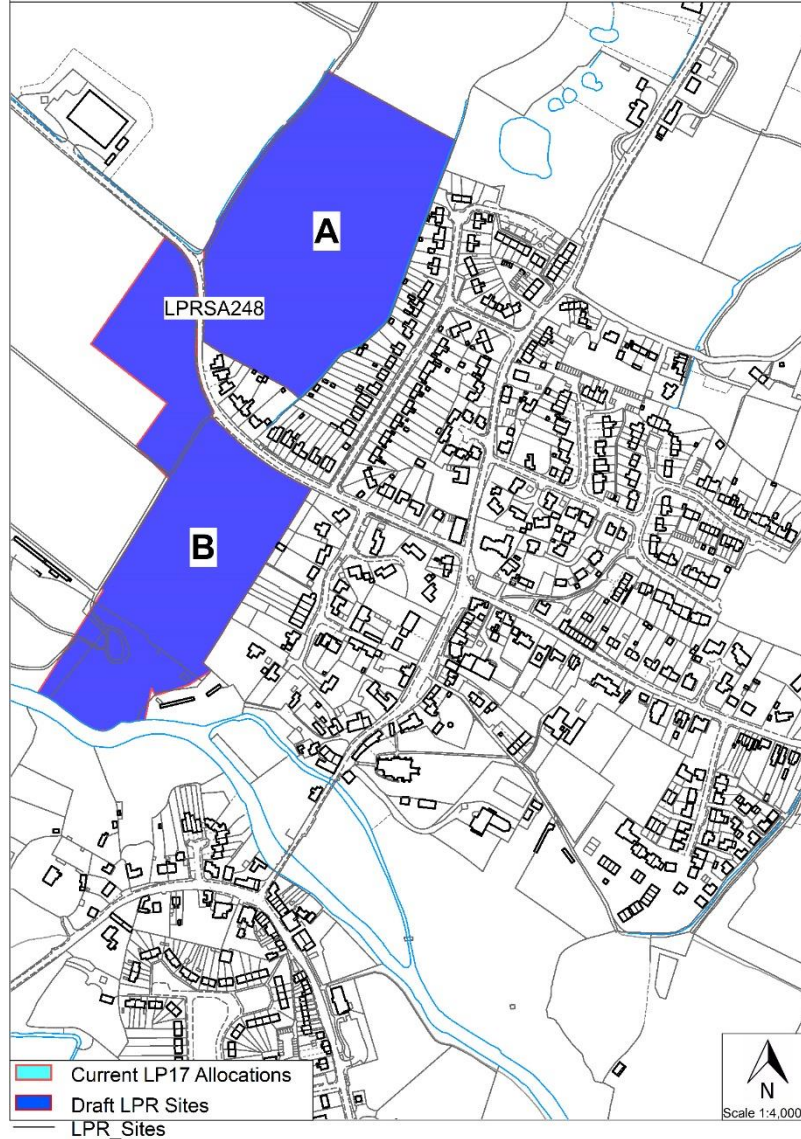 A
LPRSA248
B
Current LP17 Allocations
Draft LPR Sites
LPR_Sites
N
Scale 1:4,000